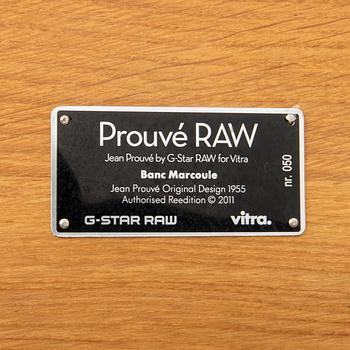 Prouvé RAW
Jean Prouvé by G-Star RAW for Vitra
Banc Marcoule
Jean Prouvé Original Design 1955
Authorised Reedition © 2011
G-STAR RAW vitra.
nr. 050